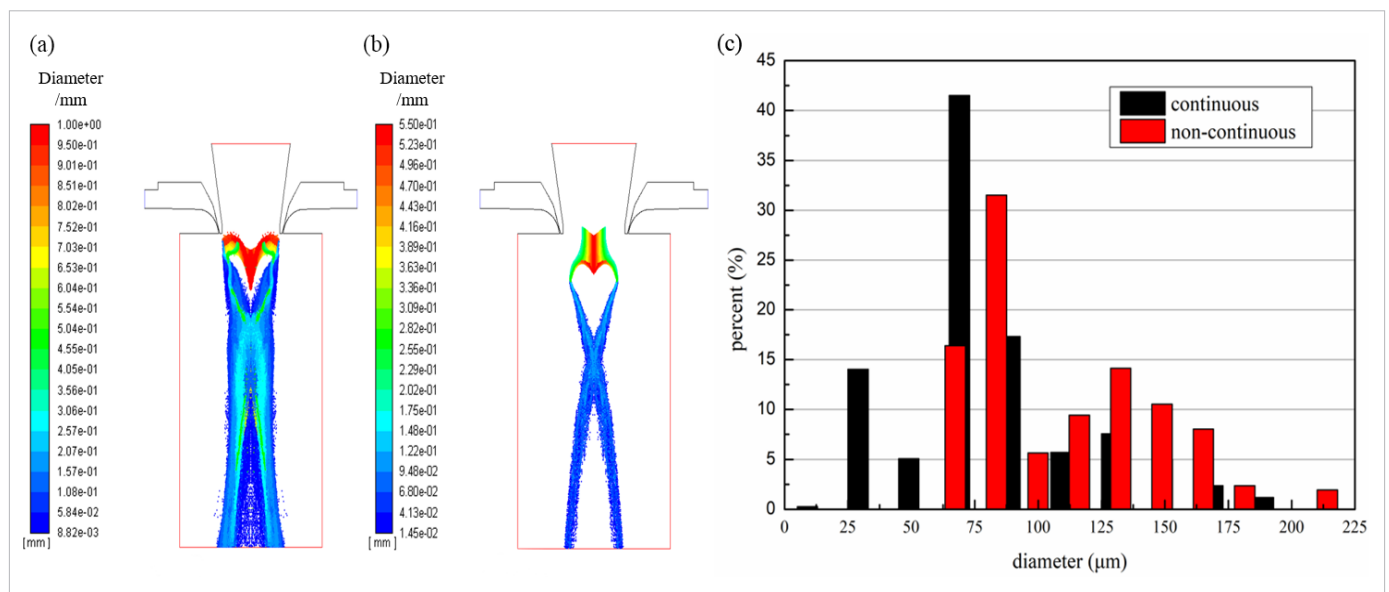 (a)
Diameter
/mm
1.00e+00
9.50e-01
9.01e-01
8.51e-01
8.02e-01
7.52e-01
7.03e-01
6.63e-01
6.04e-01
5.54e-01
5.04e-01
4.55e-01
4.05e-01
3.56e-01
3.06e-01
2.57e-01
2.07e-01
1.57e-01
1.08e-01
5.84e-02
8.82e-03
[mm]
(b)
Diameter
/mm
5.50e-01
5.23e-01
4.96e-01
4.70e-01
4.43e-01
4.16e-01
3.89e-01
3.63e-01
3.36e-01
3.09e-01
2.82e-01
2.55e-01
2.29e-01
2.02e-01
1.75e-01
1.48e-01
1.22e-01
9.48e-02
6.80e-02
4.13e-02
1.45e-02
[mm]
(c)
45
40
35
30
25
20
15
10
5
0
percent (%)
continuous
non-continuous
0 25 50 75 100 125 150 175 200 225
diameter (μm)